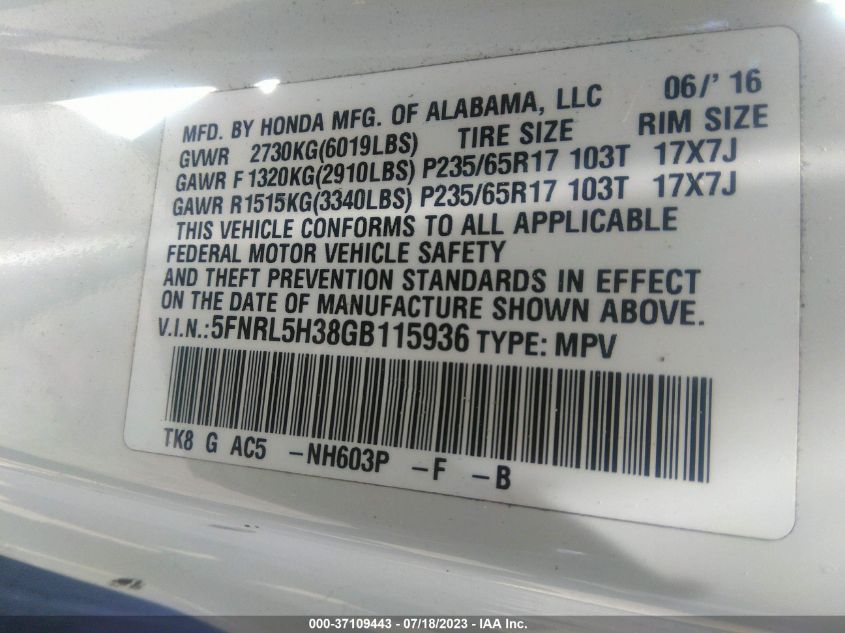 MFD. BY HONDA MFG. OF ALABAMA, LLC 06/' 16
GVWR 2730KG(6019LBS) TIRE SIZE RIM SIZE
GAWR F1320KG(2910LBS) P235/65R17 103T 17X7J
GAWR R1515KG(3340LBS) P235/65R17 103T 17X7J
THIS VEHICLE CONFORMS TO ALL APPLICABLE
FEDERAL MOTOR VEHICLE SAFETY
AND THEFT PREVENTION STANDARDS IN EFFECT
ON THE DATE OF MANUFACTURE SHOWN ABOVE.
V.I.N.:5FNRL5H38GB115936 TYPE: MPV
TK8 G AC5 -NH603P -F -B
000-37109443 - 07/18/2023 - IAA Inc.